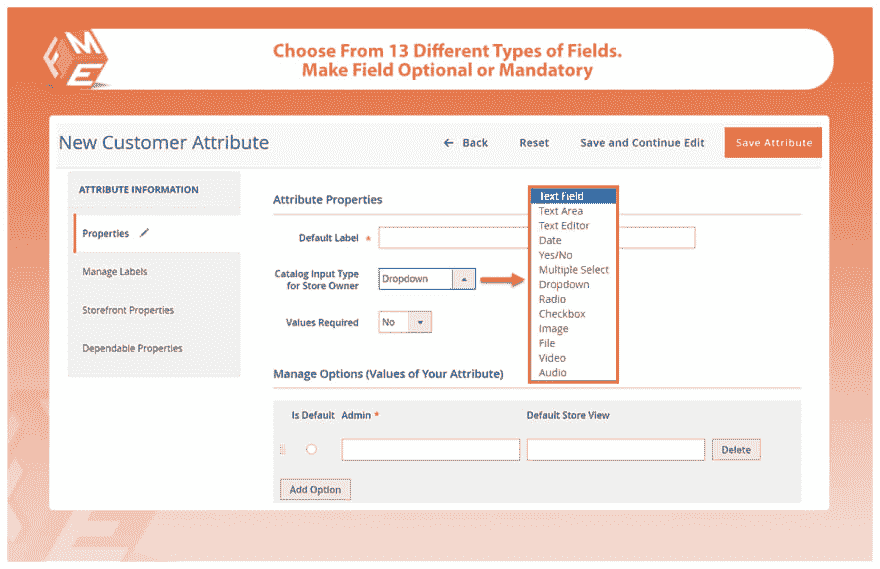 FME
Choose From 13 Different Types of Fields.
Make Field Optional or Mandatory
New Customer Attribute
← Back
Reset
Save and Continue Edit
Save Attribute
ATTRIBUTE INFORMATION
Properties
Manage Labels
Storefront Properties
Dependable Properties
Attribute Properties
Default Label *
Catalog Input Type
for Store Owner
Dropdown
Values Required
No
Text Field
Text Area
Text Editor
Date
Yes/No
Multiple Select
Dropdown
Radio
Checkbox
Image
File
Video
Audio
Manage Options (Values of Your Attribute)
Is Default Admin * Default Store View
Delete
Add Option